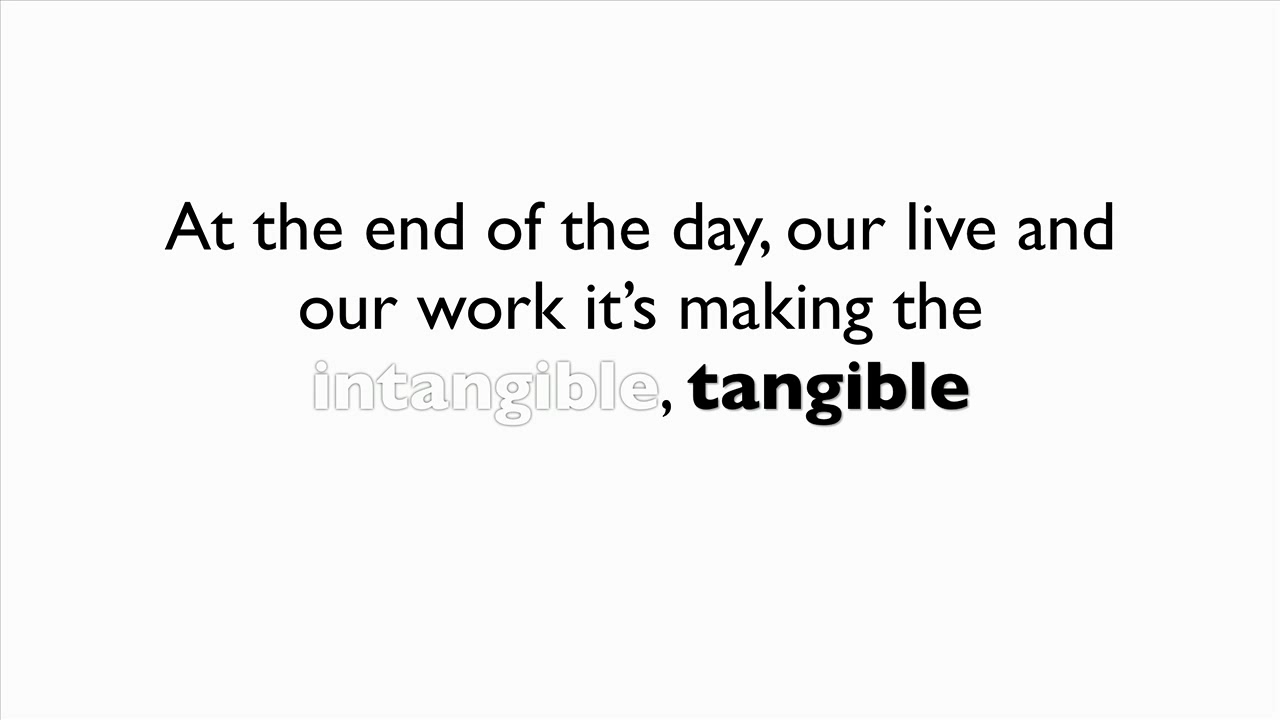 At the end of the day, our live and
our work it’s making the
intangible, tangible